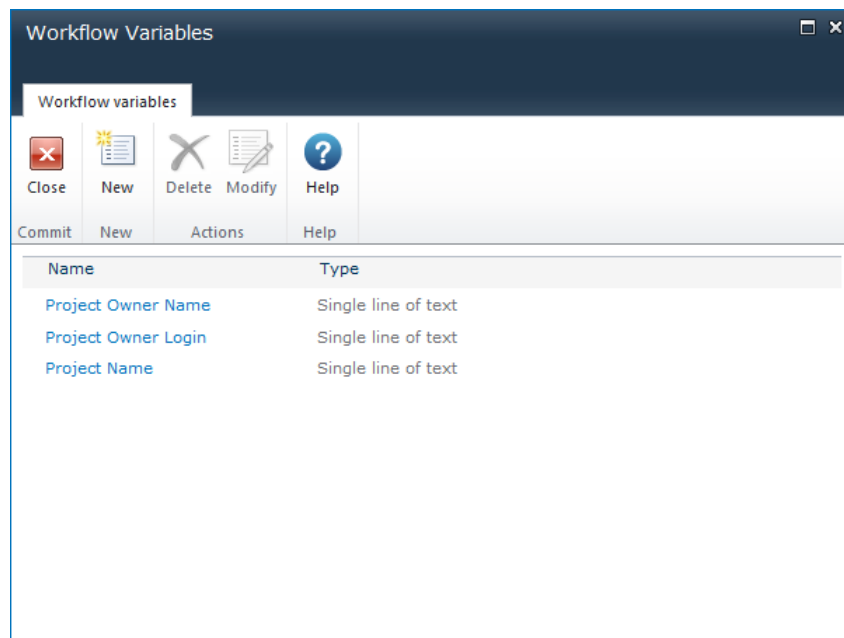 Workflow Variables
Workflow variables
Close New Delete Modify Help
Commit New Actions Help
Name Type
Project Owner Name Single line of text
Project Owner Login Single line of text
Project Name Single line of text